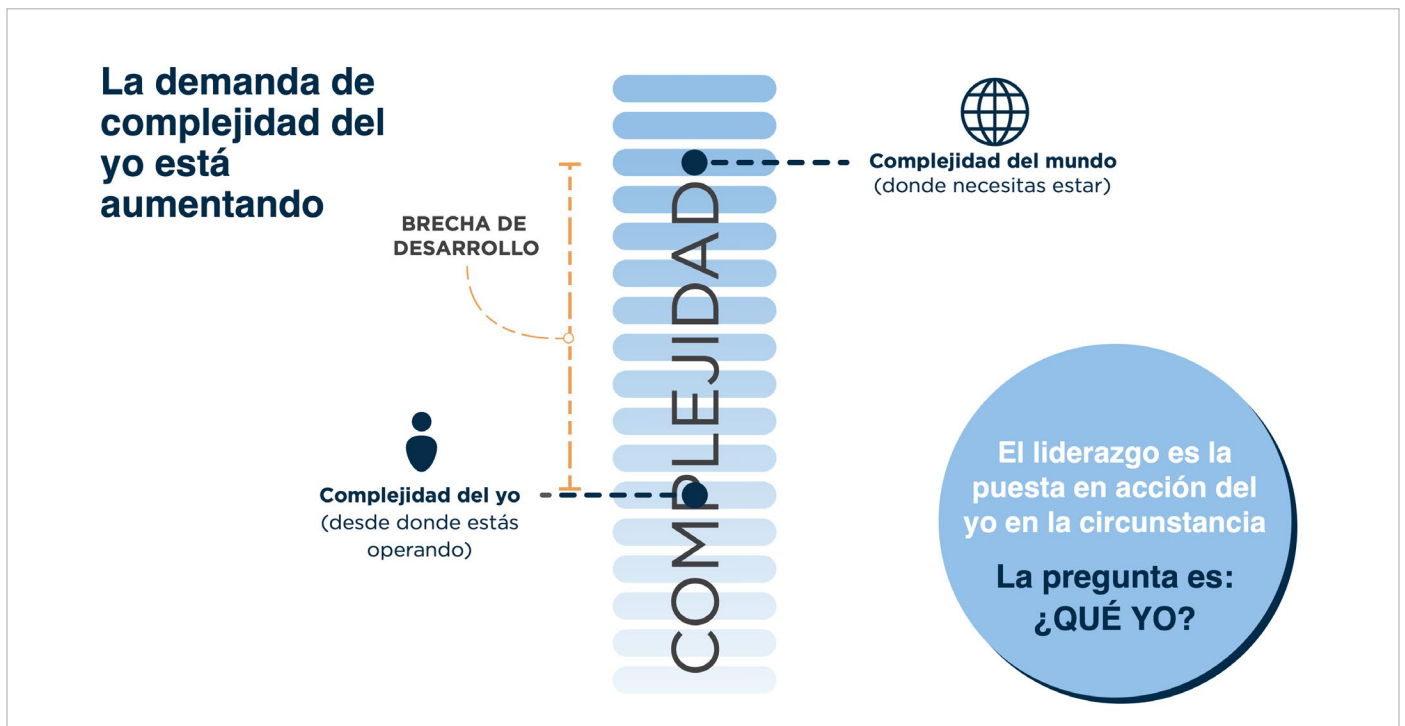 La demanda de
complejidad del
yo está
aumentando
BRECHA DE
DESARROLLO
Complejidad del mundo
(donde necesitas estar)
COMPLEJIDAD
Complejidad del yo
(desde donde estás
operando)
El liderazgo es la
puesta en acción del
yo en la circunstancia
La pregunta es:
¿QUÉ YO?